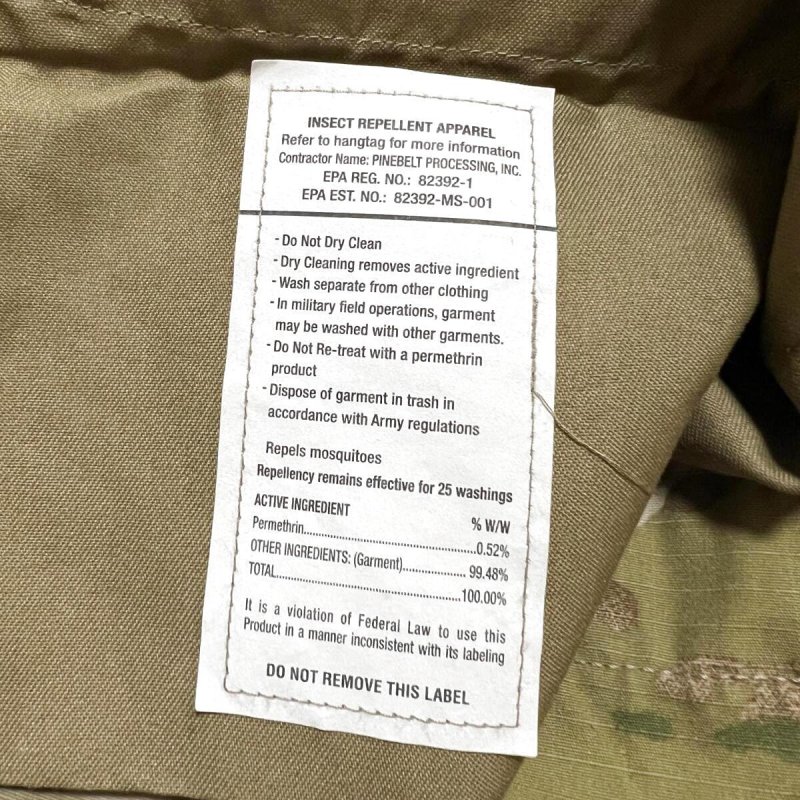 INSECT REPELLENT APPAREL
Refer to hangtag for more information
Contractor Name: PINEBELT PROCESSING, INC.
EPA REG. NO.: 82392-1
EPA EST. NO.: 82392-MS-001
- Do Not Dry Clean
- Dry Cleaning removes active ingredient
- Wash separate from other clothing
- In military field operations, garment
may be washed with other garments.
- Do Not Re-treat with a permethrin
product
- Dispose of garment in trash in
accordance with Army regulations
Repels mosquitoes
Repellency remains effective for 25 washings
ACTIVE INGREDIENT % W/W
Permethrin..............................................0.52%
OTHER INGREDIENTS: (Garment)................ 99.48%
TOTAL.................................................100.00%
It is a violation of Federal Law to use this
Product in a manner inconsistent with its labeling
DO NOT REMOVE THIS LABEL